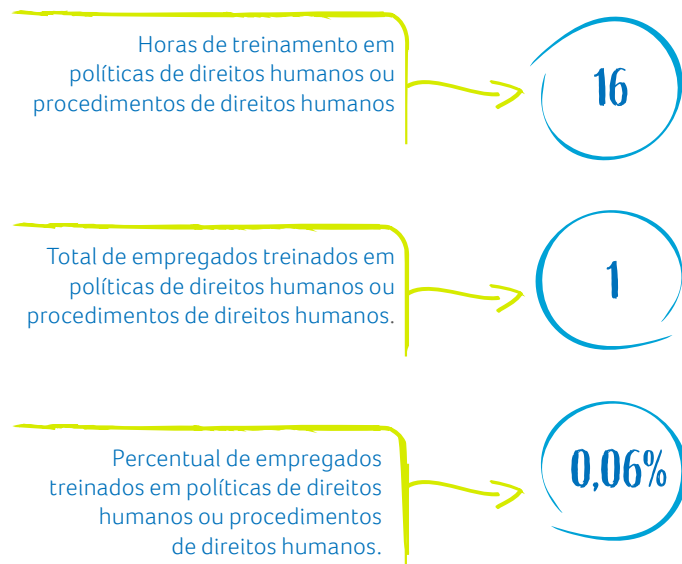 Horas de treinamento em
políticas de direitos humanos ou
procedimentos de direitos humanos
16
Total de empregados treinados em
políticas de direitos humanos ou
procedimentos de direitos humanos.
1
Percentual de empregados
treinados em políticas de direitos
humanos ou procedimentos
de direitos humanos.
0,06%